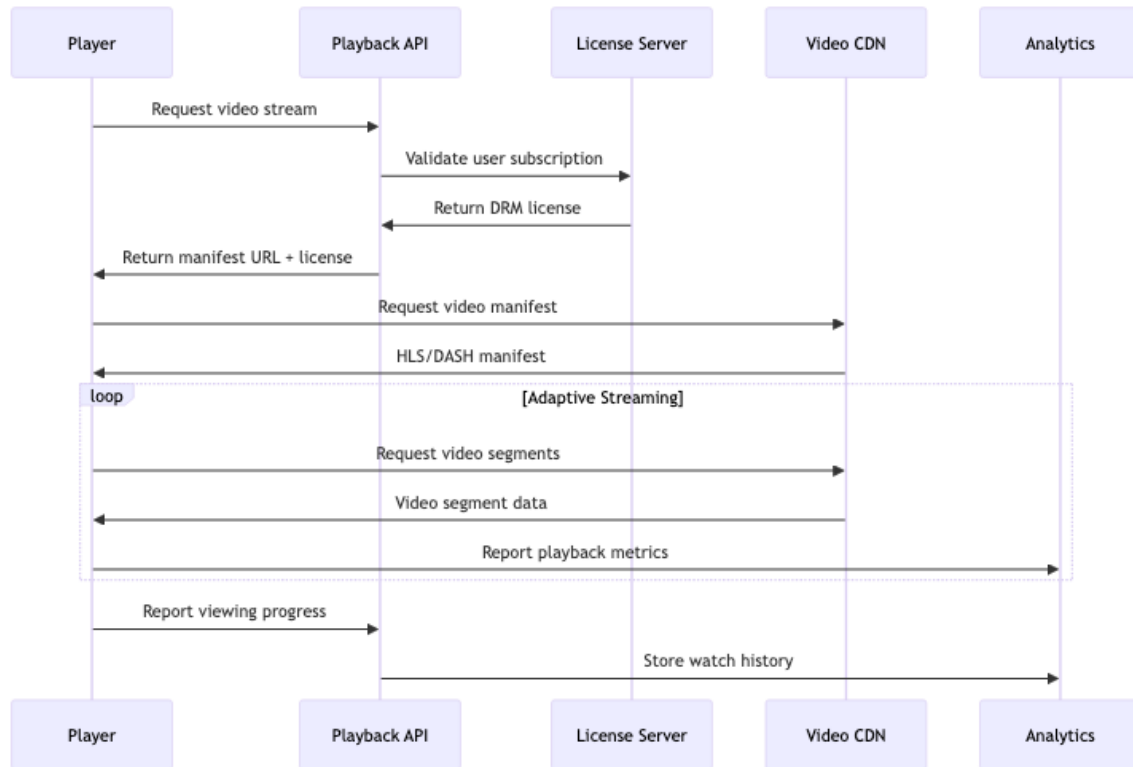 Player
Playback API
License Server
Video CDN
Analytics
Request video stream
Validate user subscription
Return DRM license
Return manifest URL + license
Request video manifest
HLS/DASH manifest
loop
[Adaptive Streaming]
Request video segments
Video segment data
Report playback metrics
Report viewing progress
Store watch history
Player
Playback API
License Server
Video CDN
Analytics